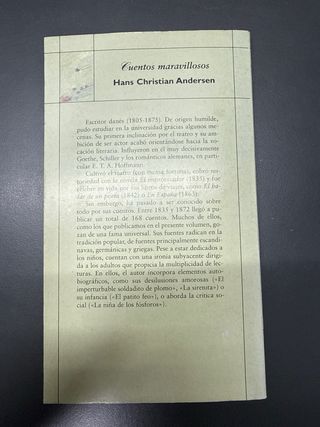 Cuentos maravillosos
Hans Christian Andersen
Escritor danés (1805-1875). De origen humilde,
pudo estudiar en la universidad gracias algunos me-
cenas. Su primera inclinación por el teatro y su am-
bición de ser actor acabó orientándose hacia la vo-
cación literaria. Influyeron en él muy decisivamente
Goethe, Schiller y los románticos alemanes, en parti-
cular E. T. A. Hoffmann.
Cultivó el teatro (con menos fortuna), cobró no-
toriedad con la novela El improvisador (1835) y fue
célebre en vida por sus libros de viajes, como El ba-
zar de un poeta (1842) o En España (1863).
Sin embargo, ha pasado a ser conocido sobre
todo por sus cuentos. Entre 1835 y 1872 llegó a pu-
blicar un total de 168 cuentos. Muchos de ellos,
como los que publicamos en el presente volumen, go-
zan de una fama universal. Sus fuentes radican en la
tradición popular, de fuentes principalmente escandi-
navas, germánicas y griegas. Pese a estar dedicados a
los niños, cuentan con una ironía subyacente dirigi-
da a los adultos que propicia la multiplicidad de lec-
turas. En ellos, el autor incorpora elementos auto-
biográficos, como sus desilusiones amorosas («El
imperturbable soldadito de plomo», «La sirenita») o
su infancia («El patito feo»), o aborda la crítica so-
cial («La niña de los fósforos»).